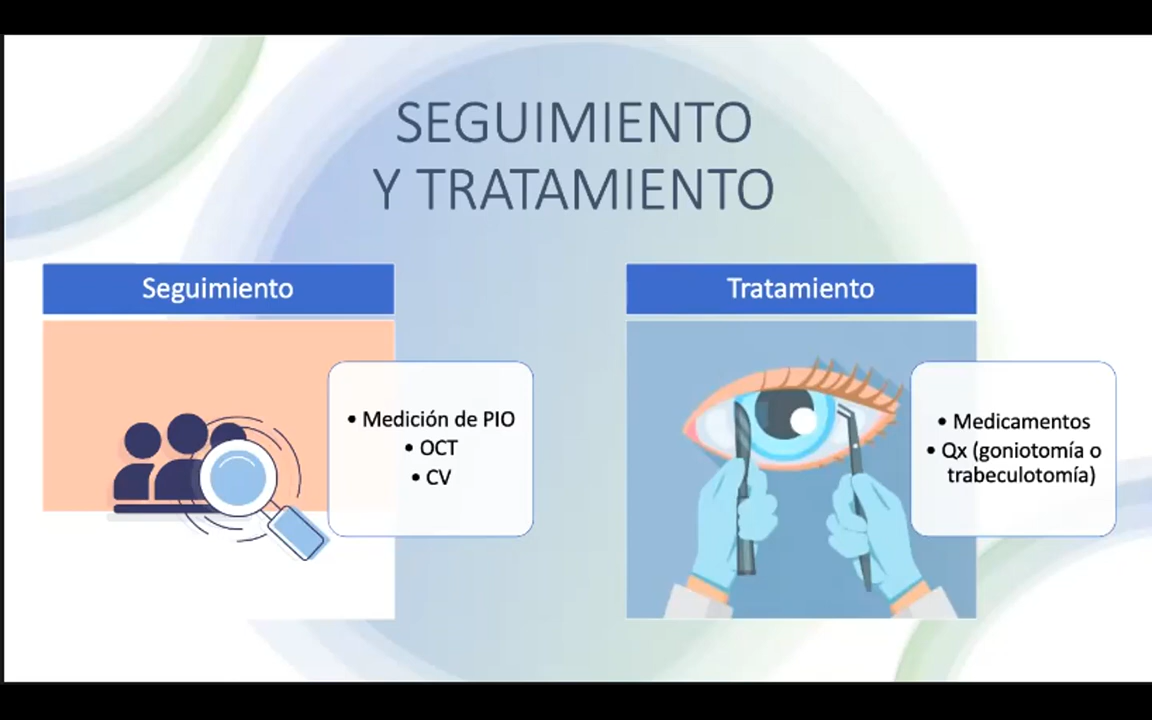 SEGUIMIENTO
Y TRATAMIENTO
Seguimiento
• Medición de PIO
• OCT
• CV
Tratamiento
• Medicamentos
• Qx (goniotomía o
trabeculotomía)